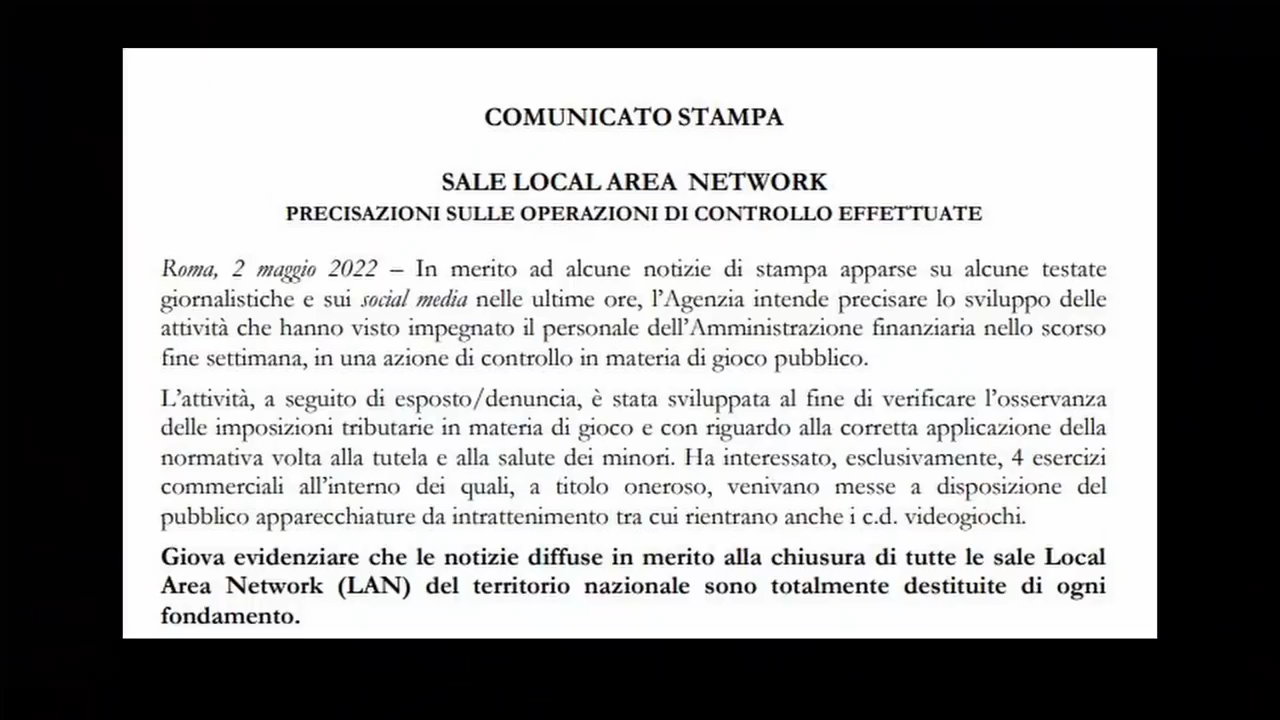 COMUNICATO STAMPA
SALE LOCAL AREA NETWORK
PRECISAZIONI SULLE OPERAZIONI DI CONTROLLO EFFETTUATE
Roma, 2 maggio 2022 – In merito ad alcune notizie di stampa apparse su alcune testate
giornalistiche e sui social media nelle ultime ore, l’Agenzia intende precisare lo sviluppo delle
attività che hanno visto impegnato il personale dell’Amministrazione finanziaria nello scorso
fine settimana, in una azione di controllo in materia di gioco pubblico.
L’attività, a seguito di esposto/denuncia, è stata sviluppata al fine di verificare l’osservanza
delle imposizioni tributarie in materia di gioco e con riguardo alla corretta applicazione della
normativa volta alla tutela e alla salute dei minori. Ha interessato, esclusivamente, 4 esercizi
commerciali all’interno dei quali, a titolo oneroso, venivano messe a disposizione del
pubblico apparecchiature da intrattenimento tra cui rientrano anche i c.d. videogiochi.
Giova evidenziare che le notizie diffuse in merito alla chiusura di tutte le sale Local
Area Network (LAN) del territorio nazionale sono totalmente destituite di ogni
fondamento.